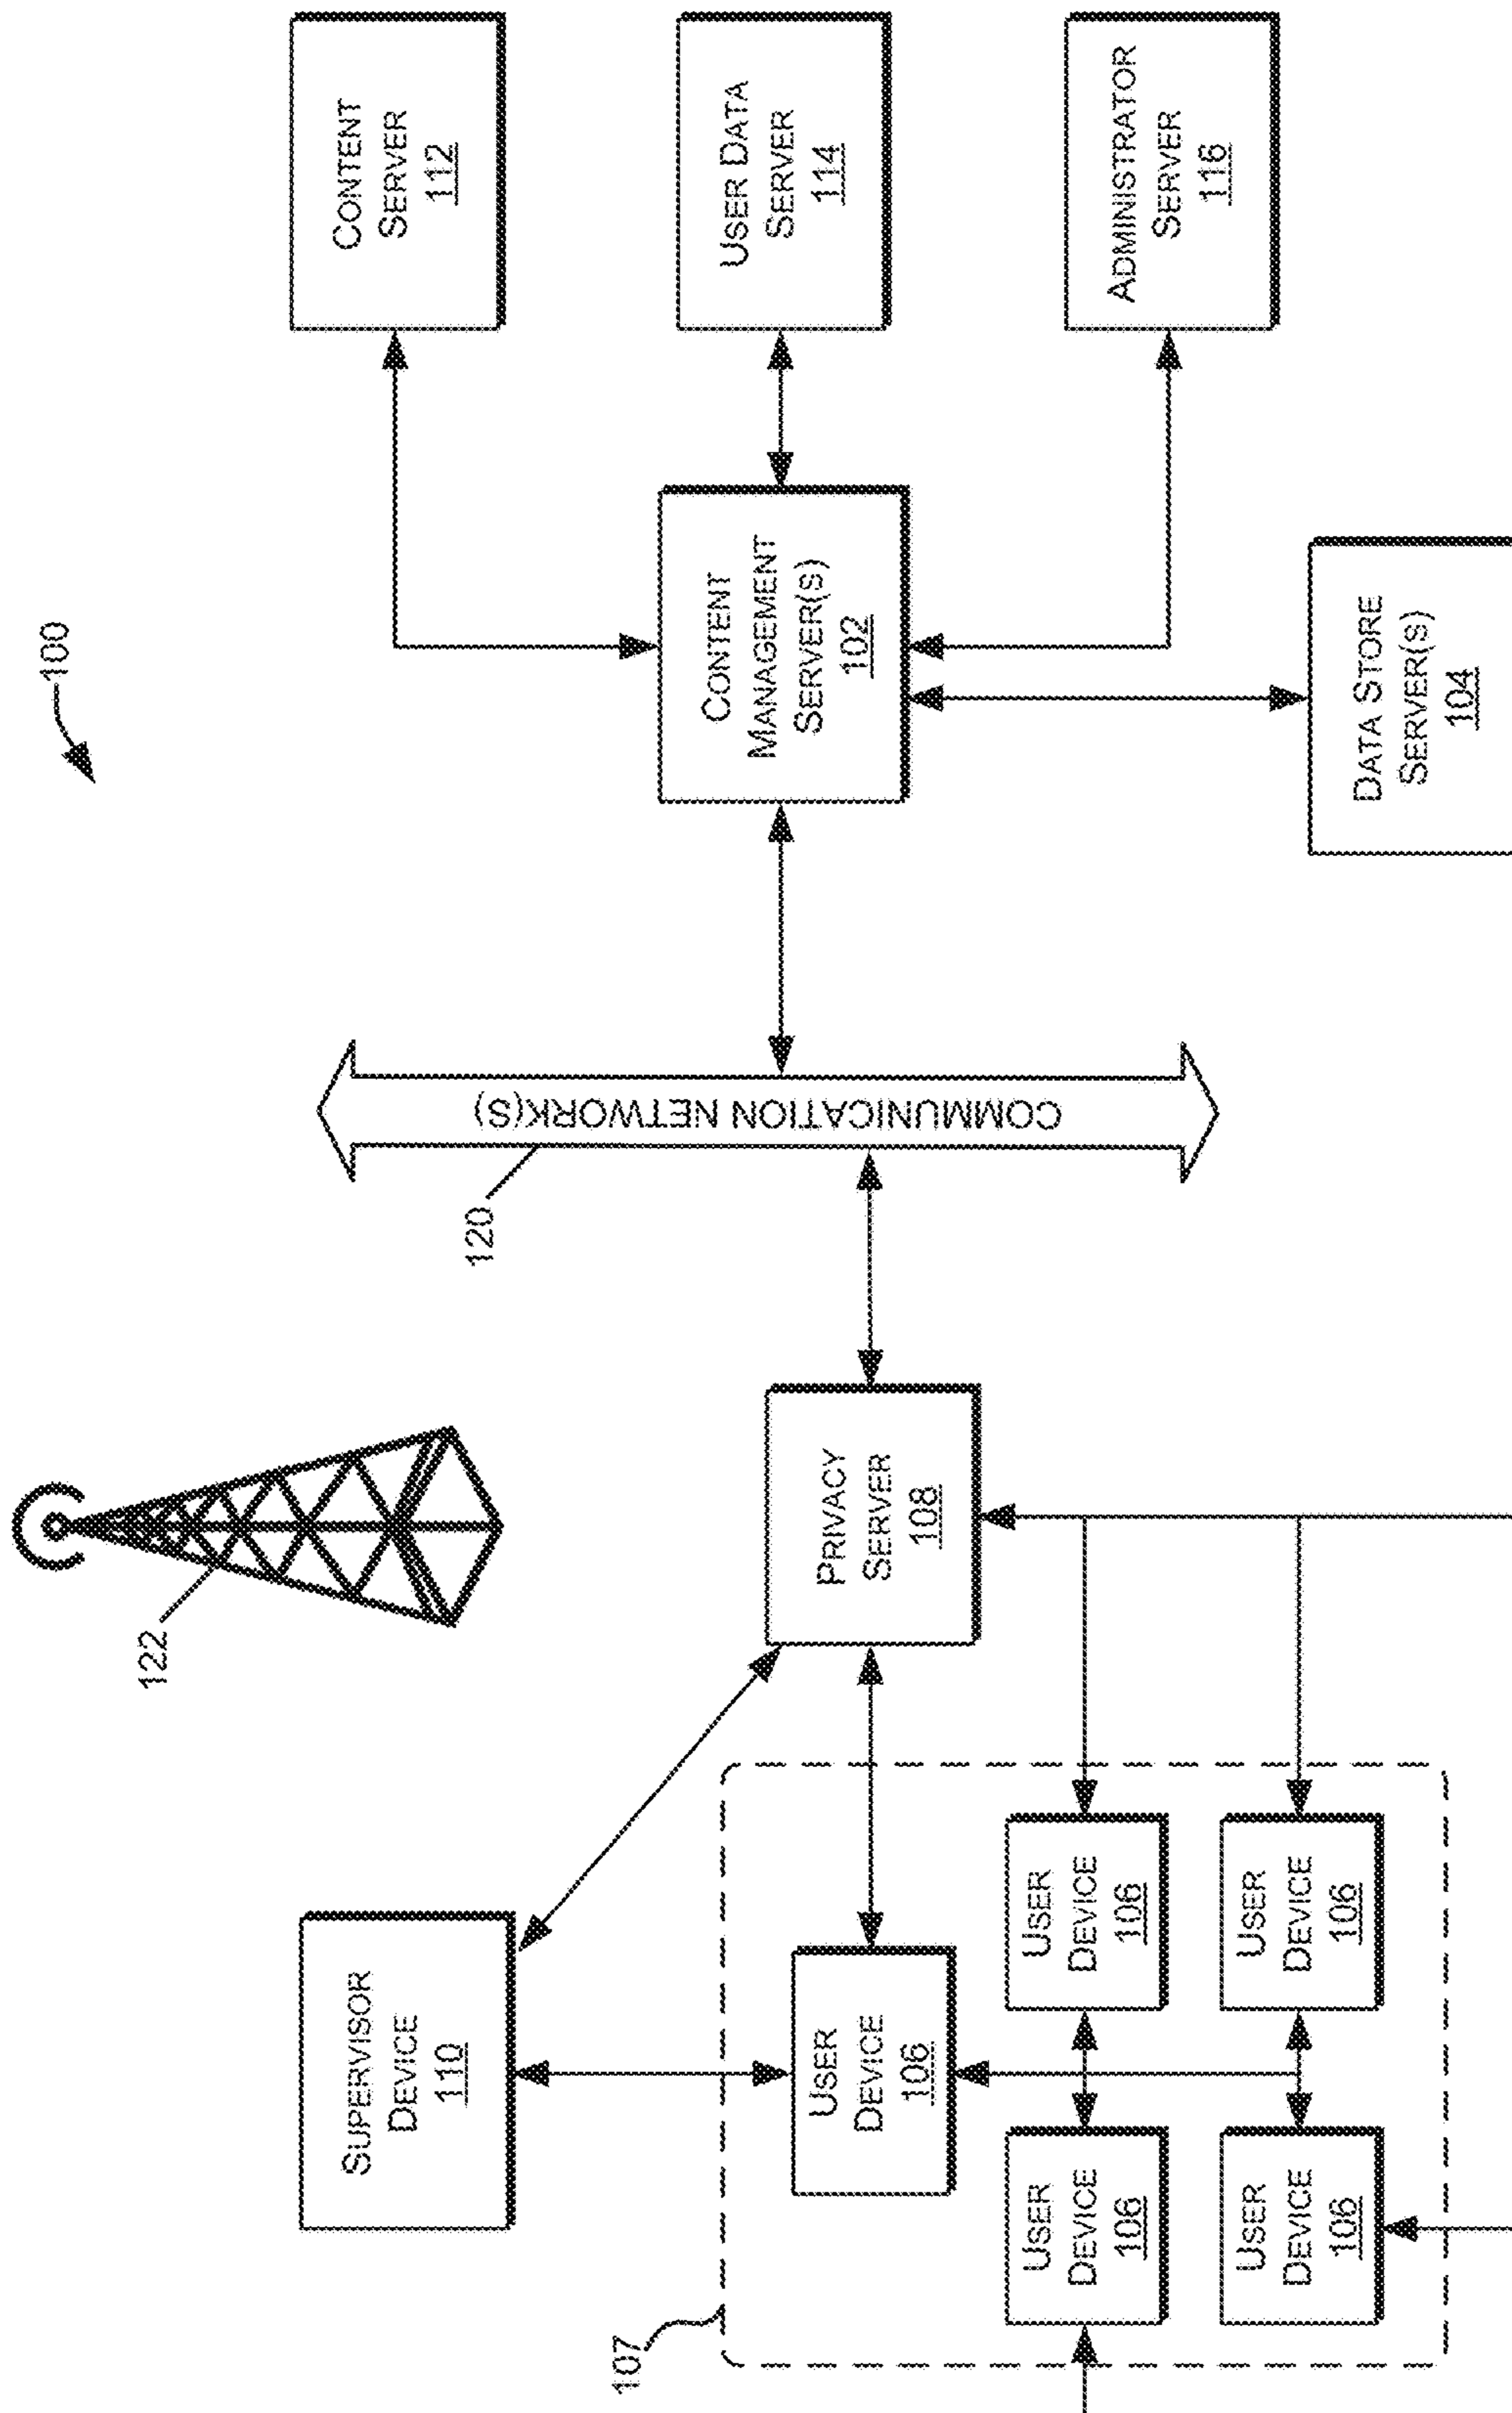 100
122
120
107
SUPERVISOR
DEVICE
110
USER
DEVICE
106
USER
DEVICE
106
USER
DEVICE
106
USER
DEVICE
106
USER
DEVICE
106
PRIVACY
SERVER
108
COMMUNICATION NETWORK(S)
CONTENT
MANAGEMENT
SERVER(S)
102
CONTENT
SERVER
112
USER DATA
SERVER
114
ADMINISTRATOR
SERVER
116
DATA STORE
SERVER(S)
104